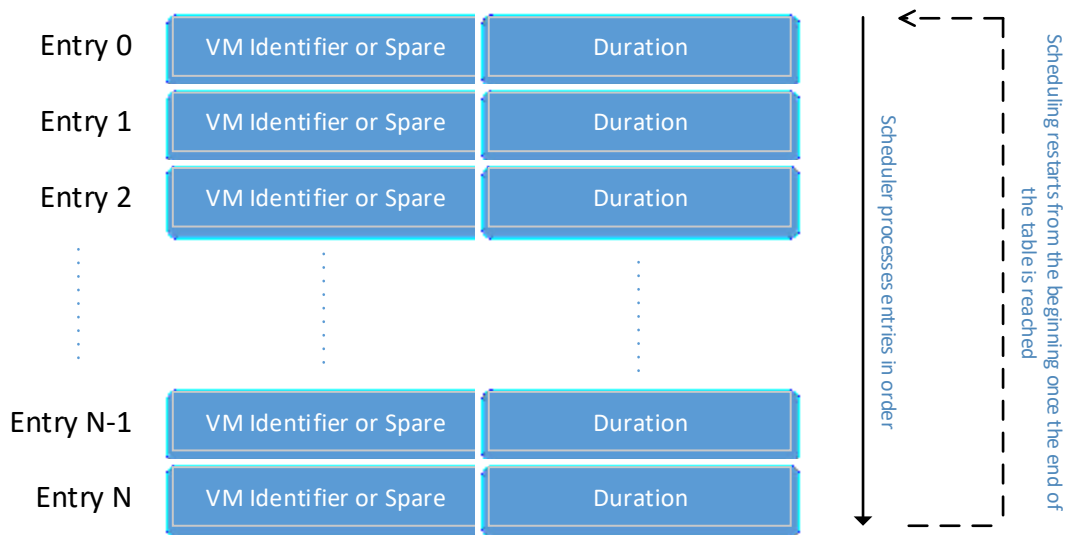 Entry 0
VM Identifier or Spare
Duration
Entry 1
VM Identifier or Spare
Duration
Entry 2
VM Identifier or Spare
Duration
Entry N-1
VM Identifier or Spare
Duration
Entry N
VM Identifier or Spare
Duration
Scheduler processes entries in order
Scheduling restarts from the beginning once the end of
the table is reached